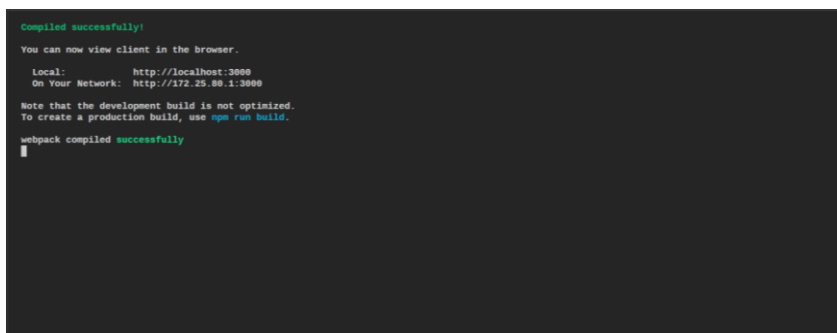 Compiled successfully!
You can now view client in the browser.
Local: http://localhost:3000
On Your Network: http://172.25.80.1:3000
Note that the development build is not optimized.
To create a production build, use npm run build.
webpack compiled successfully